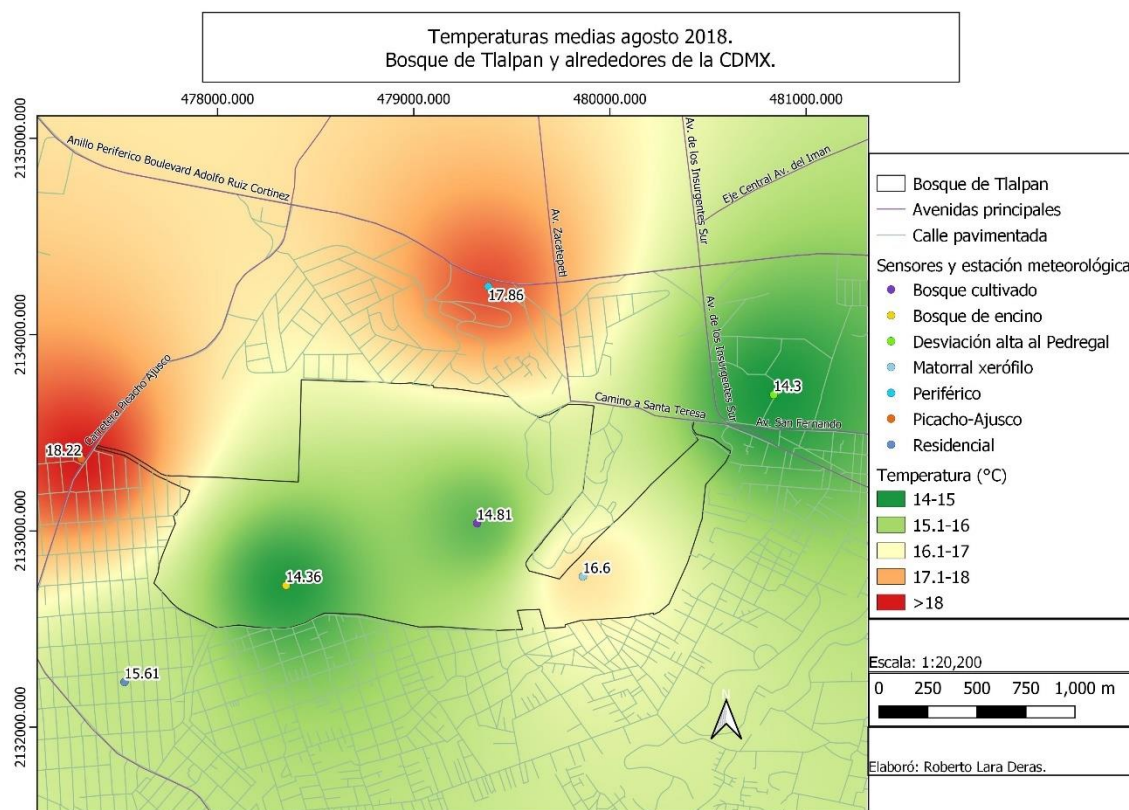 Temperaturas medias agosto 2018.
Bosque de Tlalpan y alrededores de la CDMX.
478000.000
479000.000
480000.000
481000.000
2135000.000
2134000.000
2133000.000
2132000.000
Anillo Periferico Boulevard Adolfo Ruiz Cortinez
Av. de los Insurgentes Sur
Eje Central Av. del Iman
Av. Zacatepetl
17.86
Av. de los Insurgentes Sur
Carretera Picacho Ajusco
14.3
Camino a Santa Teresa
Av. San Fernando
18.22
14.81
14.36
16.6
15.61
N
Bosque de Tlalpan
Avenidas principales
Calle pavimentada
Sensores y estación meteorológica
Bosque cultivado
Bosque de encino
Desviación alta al Pedregal
Matorral xerófilo
Periférico
Picacho-Ajusco
Residencial
Temperatura (°C)
14-15
15.1-16
16.1-17
17.1-18
>18
Escala: 1:20,200
0 250 500 750 1,000 m
Elaboró: Roberto Lara Deras.